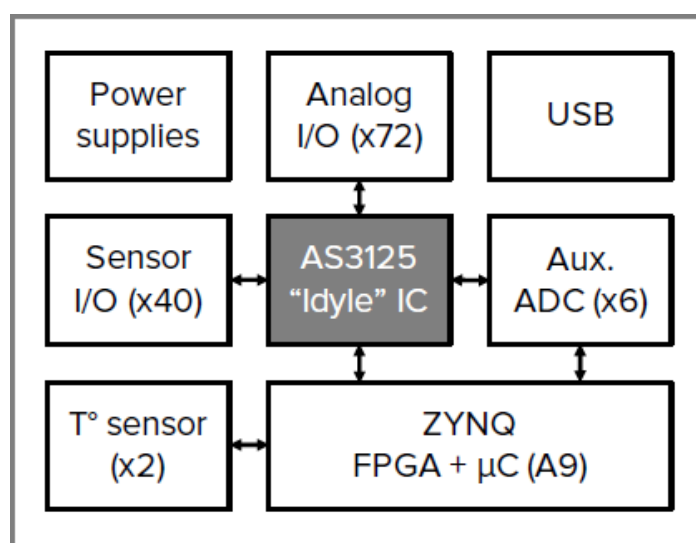 Power
supplies
Analog
I/O (x72)
USB
Sensor
I/O (x40)
AS3125
“Idyle” IC
Aux.
ADC (x6)
T° sensor
(x2)
ZYNQ
FPGA + µC (A9)